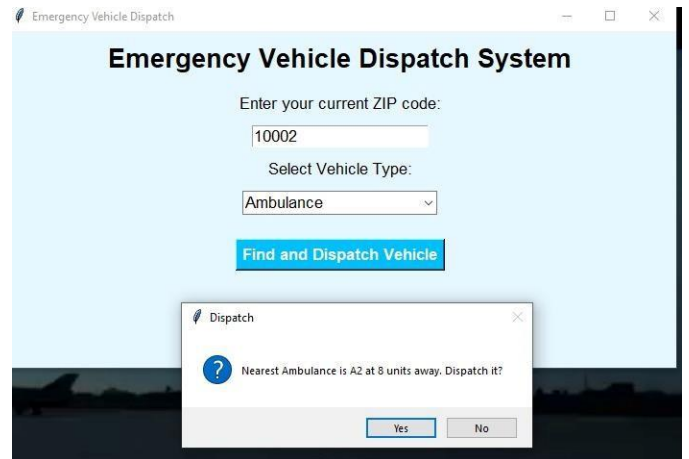 Emergency Vehicle Dispatch
Emergency Vehicle Dispatch System
Enter your current ZIP code:
10002
Select Vehicle Type:
Ambulance
Find and Dispatch Vehicle
Dispatch
Nearest Ambulance is A2 at 8 units away. Dispatch it?
Yes No